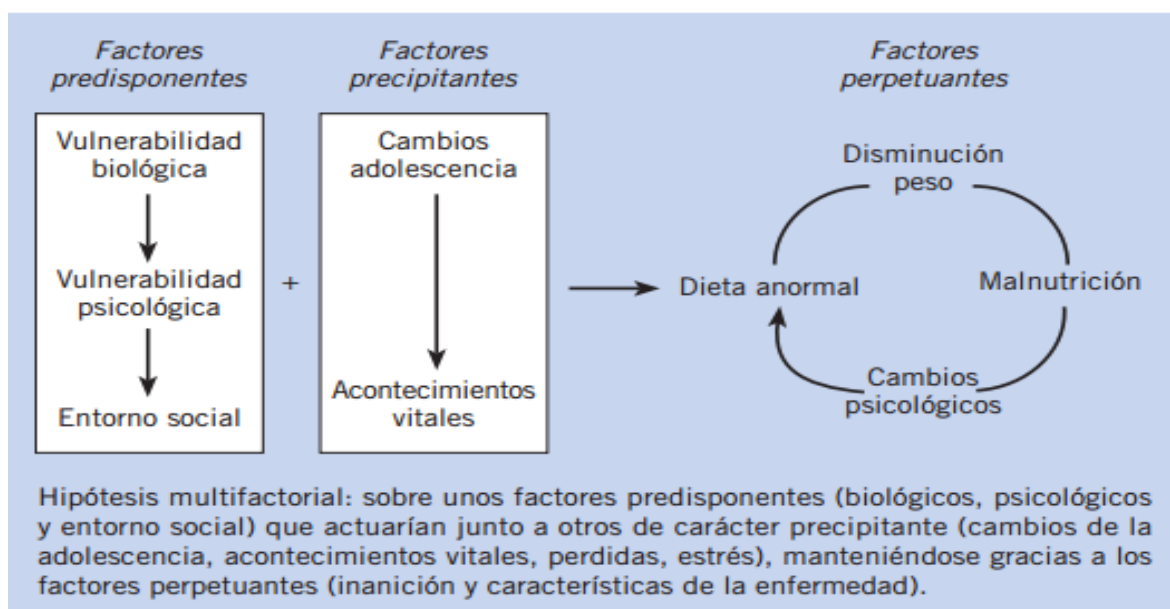 Factores
predisponentes
Factores
precipitantes
Factores
perpetuantes
Vulnerabilidad
biológica
Vulnerabilidad
psicológica
Entorno social
+
Cambios
adolescencia
Acontecimientos
vitales
Disminución
peso
Dieta anormal
Malnutrición
Cambios
psicológicos
Hipótesis multifactorial: sobre unos factores predisponentes (biológicos, psicológicos
y entorno social) que actuarían junto a otros de carácter precipitante (cambios de la
adolescencia, acontecimientos vitales, perdidas, estrés), manteniéndose gracias a los
factores perpetuantes (inanición y características de la enfermedad).